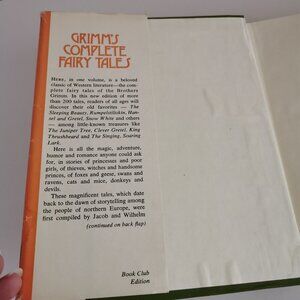 GRIMM'S
COMPLETE
FAIRY TALES
HERE, in one volume, is a beloved
classic of Western literature—the com-
plete fairy tales of the Brothers
Grimm. In this new edition of more
than 200 tales, readers of all ages will
discover their old favorites — The
Sleeping Beauty, Rumpelstiltskin, Han-
sel and Gretel, Snow White and others
— among little-known treasures like
The Juniper Tree, Clever Gretel, King
Thrushbeard and The Singing, Soaring
Lark.
Here is all the magic, adventure,
humor and romance anyone could ask
for; in stories of princesses and poor
girls, of thieves, witches and handsome
princes, of foxes and geese, swans and
ravens, cats and mice, donkeys and
devils.
These magnificent tales, which date
back to the dawn of storytelling among
the people of northern Europe, were
first compiled by Jacob and Wilhelm
(continued on back flap)
Book Club
Edition